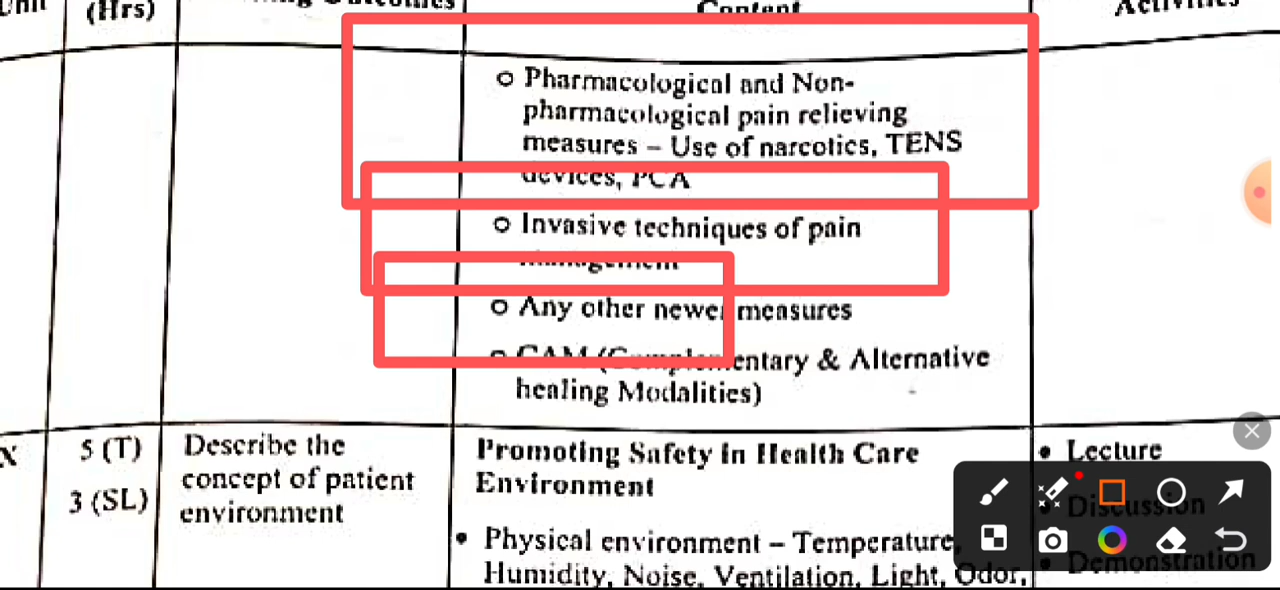 Unit
(Hrs)
Outcomes
Content
Activities
o Pharmacological and Non-
pharmacological pain relieving
measures – Use of narcotics, TENS
devices, PCA
o Invasive techniques of pain
management
o Any other newer measures
o CAM (Complementary & Alternative
healing Modalities)
X
5 (T)
3 (SL)
Describe the
concept of patient
environment
Promoting Safety in Health Care
Environment
• Physical environment – Temperature,
Humidity, Noise, Ventilation, Light, Odor,
• Lecture
• Discussion
• Demonstration